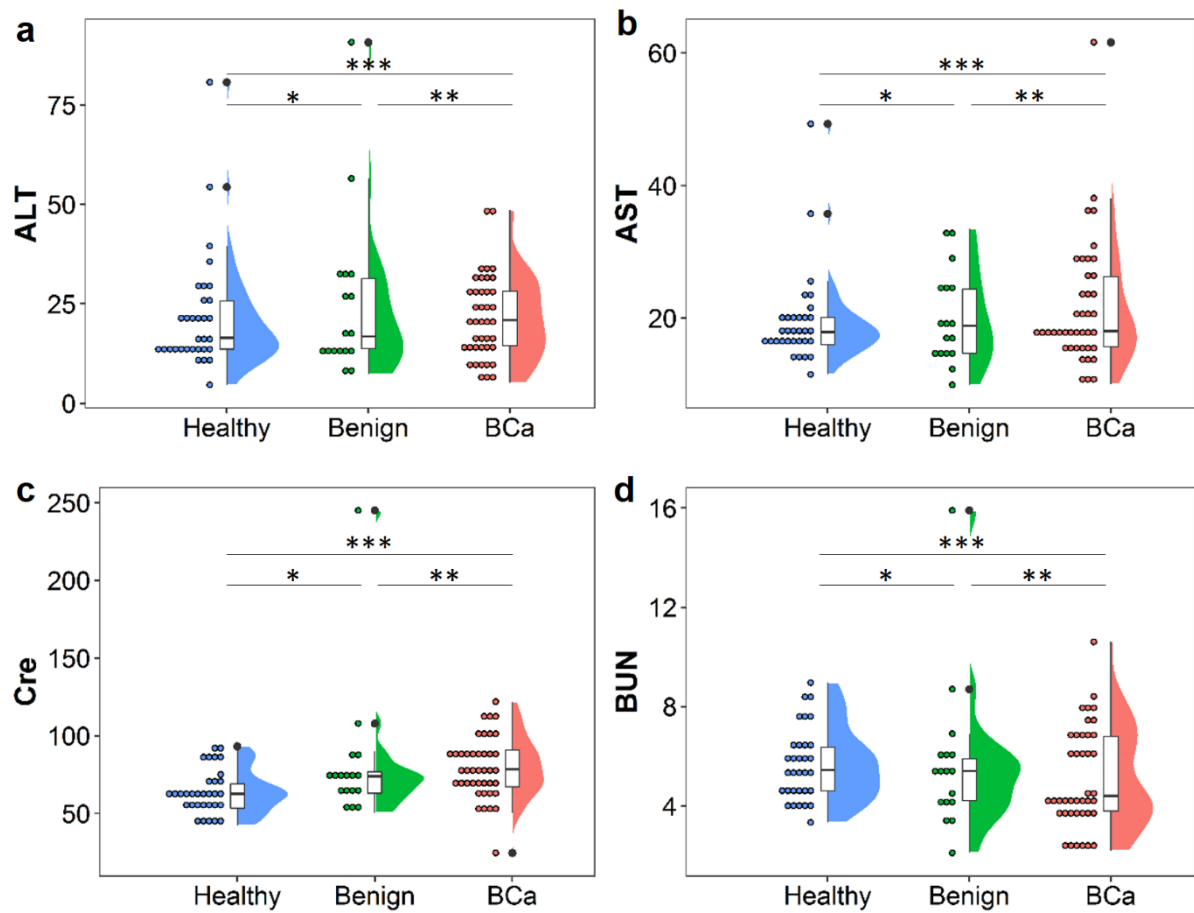 a
ALT
75
50
25
0
***
*
**
Healthy
Benign
BCa
b
AST
60
40
20
***
*
**
Healthy
Benign
BCa
c
Cre
250
200
150
100
50
***
*
**
Healthy
Benign
BCa
d
BUN
16
12
8
4
***
*
**
Healthy
Benign
BCa